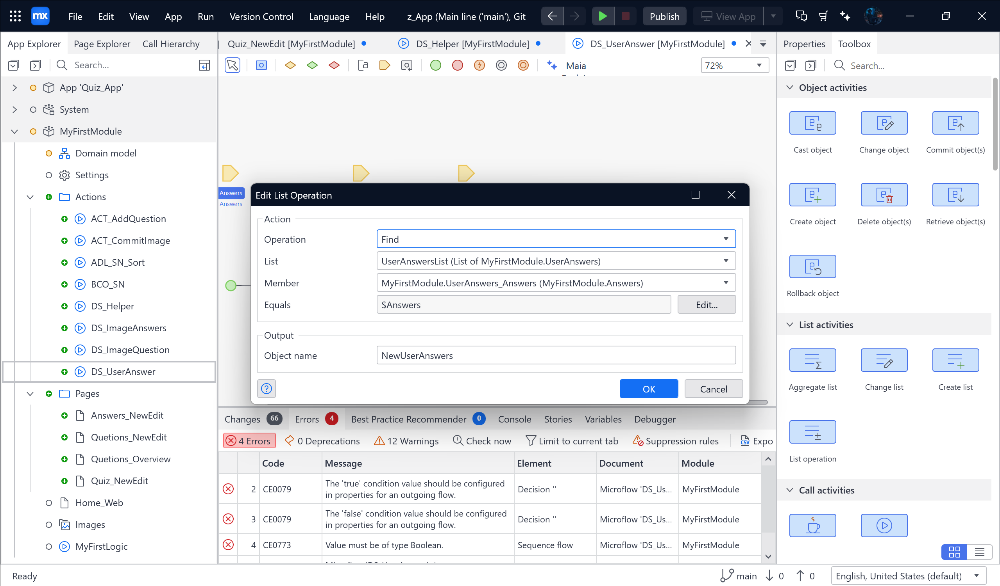 mx
File Edit View App Run Version Control Language Help z_App (Main line ('main'), Git Publish View App
App Explorer Page Explorer Call Hierarchy
Search...
App 'Quiz_App'
System
MyFirstModule
Domain model
Settings
Actions
ACT_AddQuestion
ACT_CommitImage
ADL_SN_Sort
BCO_SN
DS_Helper
DS_ImageAnswers
DS_ImageQuestion
DS_UserAnswer
Pages
Answers_NewEdit
Quetions_NewEdit
Quetions_Overview
Quiz_NewEdit
Home_Web
Images
MyFirstLogic
Quiz_NewEdit [MyFirstModule] DS_Helper [MyFirstModule] DS_UserAnswer [MyFirstModule]
Maia
72%
Answers
Answers
Edit List Operation
Action
Operation Find
List UserAnswersList (List of MyFirstModule.UserAnswers)
Member MyFirstModule.UserAnswers_Answers (MyFirstModule.Answers)
Equals $Answers Edit...
Output
Object name NewUserAnswers
? OK Cancel
Changes 66 Errors 4 Best Practice Recommender 0 Console Stories Variables Debugger
4 Errors 0 Deprecations 12 Warnings Check now Limit to current tab Suppression rules CSV Expor
Code Message Element Document Module
2 CE0079 The 'true' condition value should be configured in properties for an outgoing flow. Decision '' Microflow 'DS_Us... MyFirstModule
3 CE0079 The 'false' condition value should be configured in properties for an outgoing flow. Decision '' Microflow 'DS_Us... MyFirstModule
4 CE0773 Value must be of type Boolean. Sequence flow Microflow 'DS_Us... MyFirstModule
Properties Toolbox
Search...
Object activities
Cast object Change object Commit object(s)
Create object Delete object(s) Retrieve object(s)
Rollback object
List activities
Aggregate list Change list Create list
List operation
Call activities
Ready main 0 0 English, United States (default)